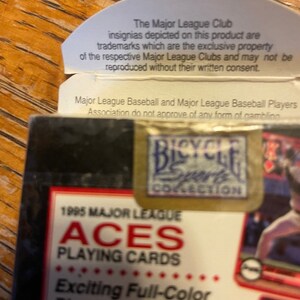 The Major League Club
insignias depicted on this product are
trademarks which are the exclusive property
of the respective Major League Clubs and may not be
reproduced without their written consent.
Major League Baseball and Major League Baseball Players
Association do not approve of any form of gambling
BICYCLE
Sports
COLLECTION
1995 MAJOR LEAGUE
ACES
PLAYING CARDS
Exciting Full-Color